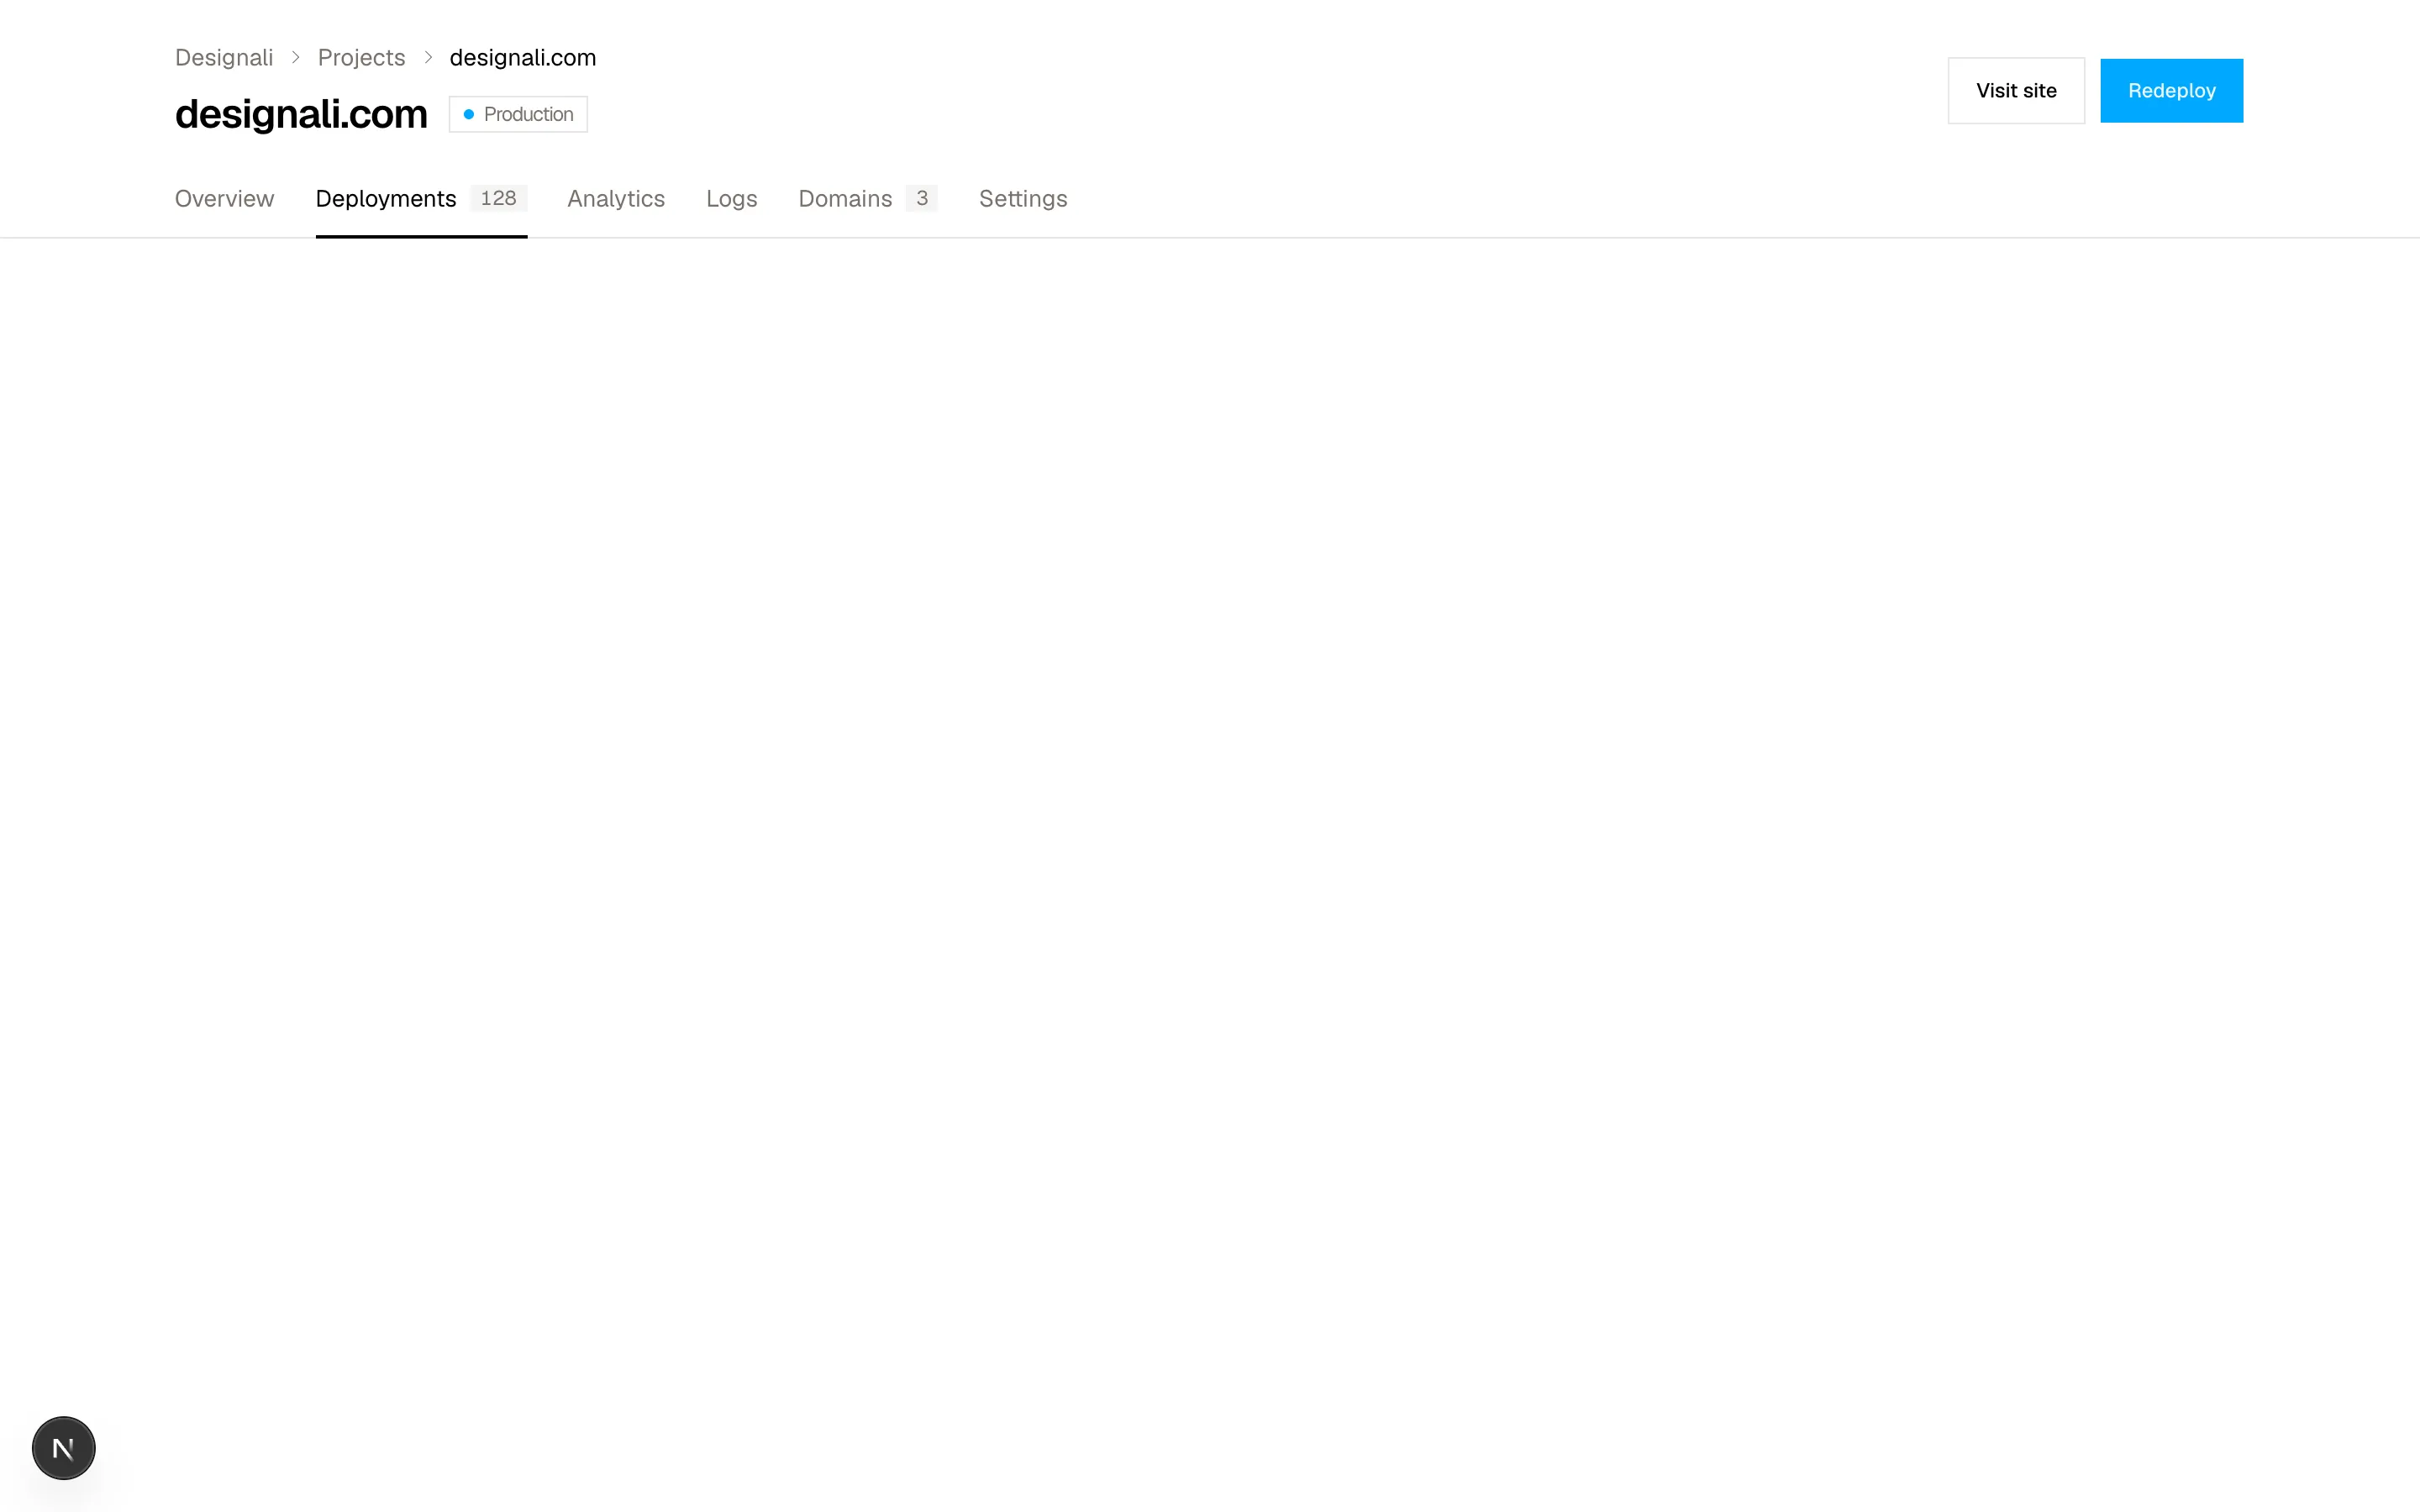 Designali > Projects > designali.com
designali.com
Production
Visit site
Redeploy
Overview Deployments 128 Analytics Logs Domains 3 Settings
N